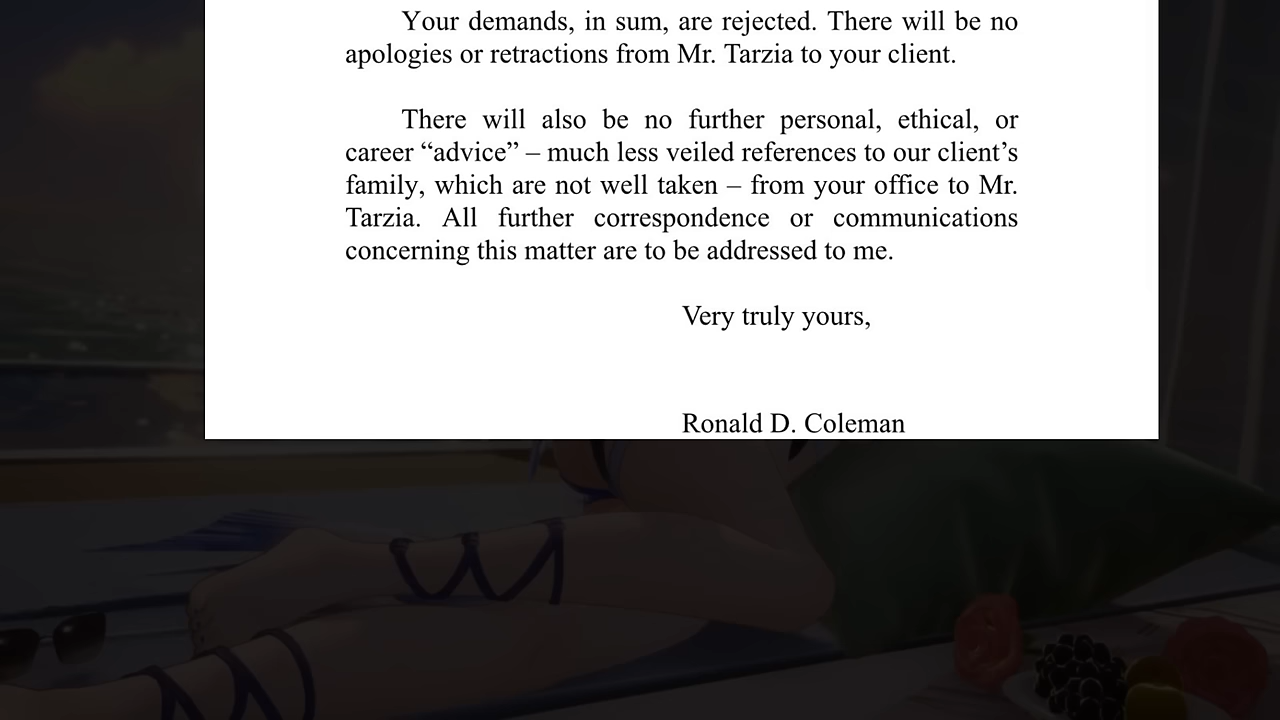 Your demands, in sum, are rejected. There will be no
apologies or retractions from Mr. Tarzia to your client.
There will also be no further personal, ethical, or
career “advice” – much less veiled references to our client’s
family, which are not well taken – from your office to Mr.
Tarzia. All further correspondence or communications
concerning this matter are to be addressed to me.
Very truly yours,
Ronald D. Coleman